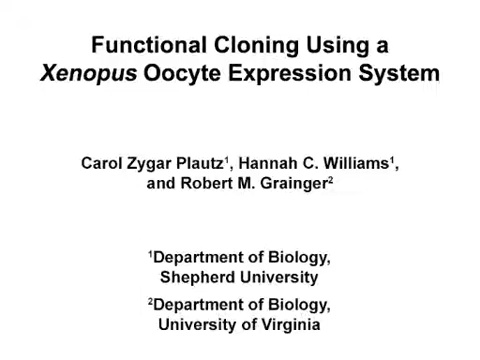 Functional Cloning Using a
Xenopus Oocyte Expression System
Carol Zygar Plautz¹, Hannah C. Williams¹,
and Robert M. Grainger²
¹Department of Biology,
Shepherd University
²Department of Biology,
University of Virginia